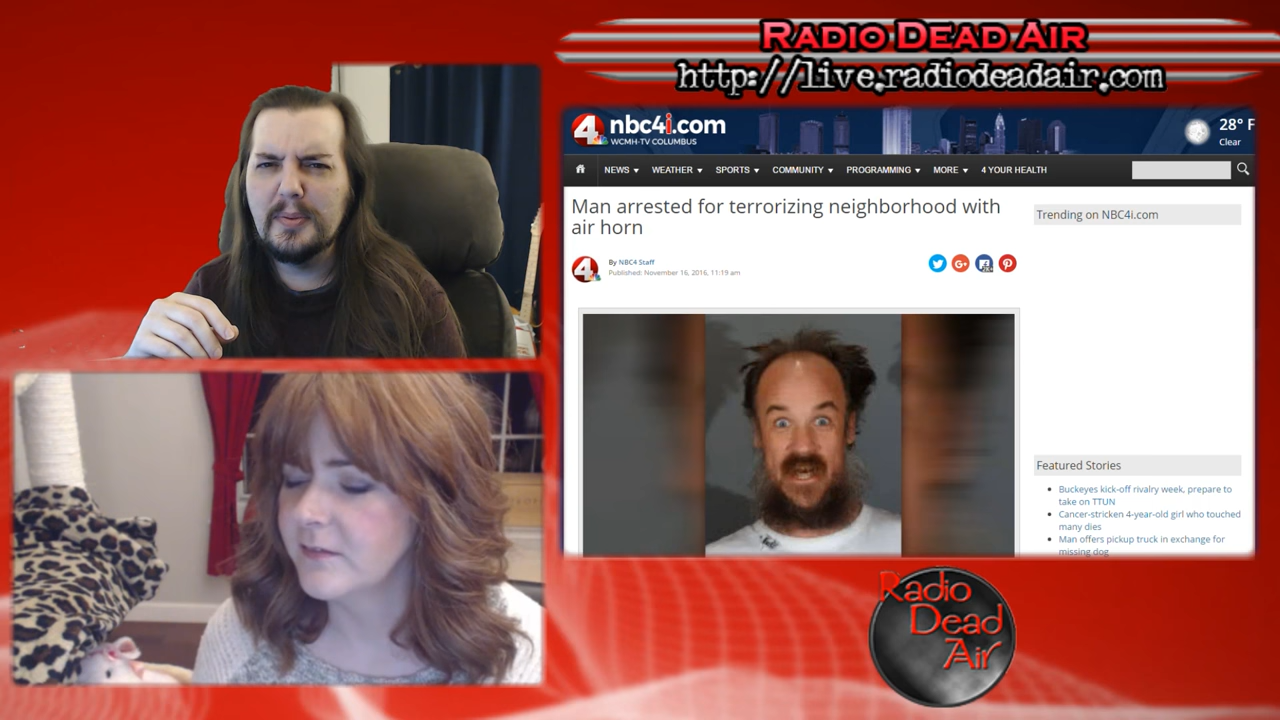 Radio Dead Air
http://live.radiodeadair.com
4 nbc4i.com
WCMH-TV COLUMBUS
28° F
Clear
NEWS WEATHER SPORTS COMMUNITY PROGRAMMING MORE 4 YOUR HEALTH
Man arrested for terrorizing neighborhood with
air horn
By NBC4 Staff
Published: November 16, 2016, 11:19 am
Trending on NBC4i.com
Featured Stories
Buckeyes kick-off rivalry week, prepare to
take on TTUN
Cancer-stricken 4-year-old girl who touched
many dies
Man offers pickup truck in exchange for
missing dog
Radio
Dead
Air